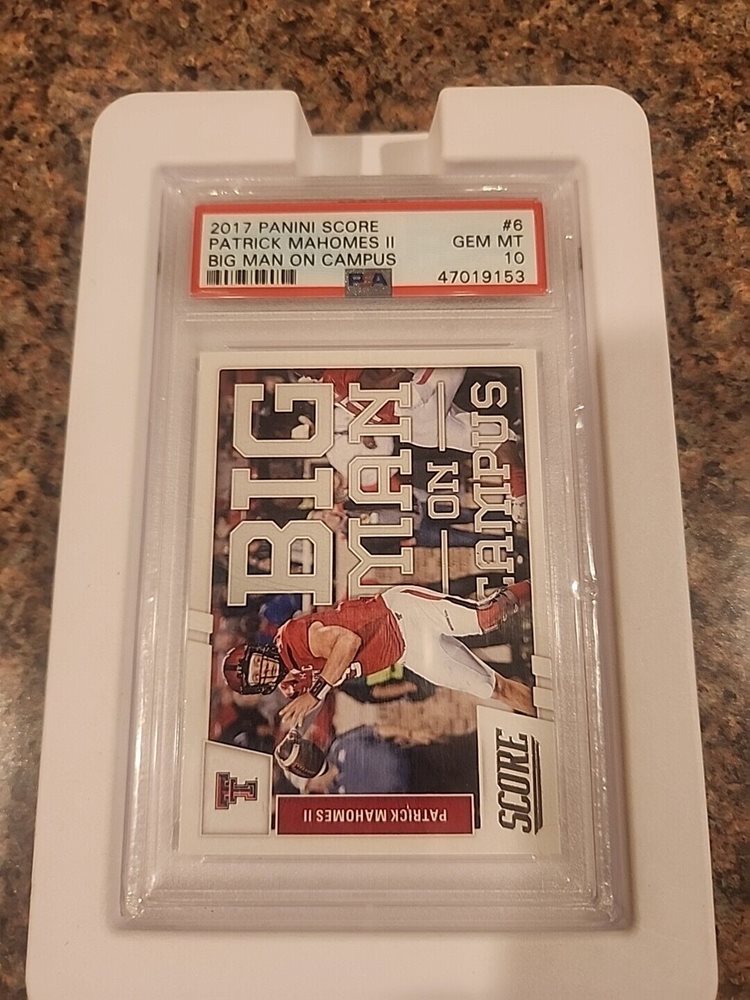 2017 PANINI SCORE #6
PATRICK MAHOMES II GEM MT
BIG MAN ON CAMPUS 10
PSA 47019153
BIG
MAN
ON
CAMPUS
PATRICK MAHOMES II
SCORE